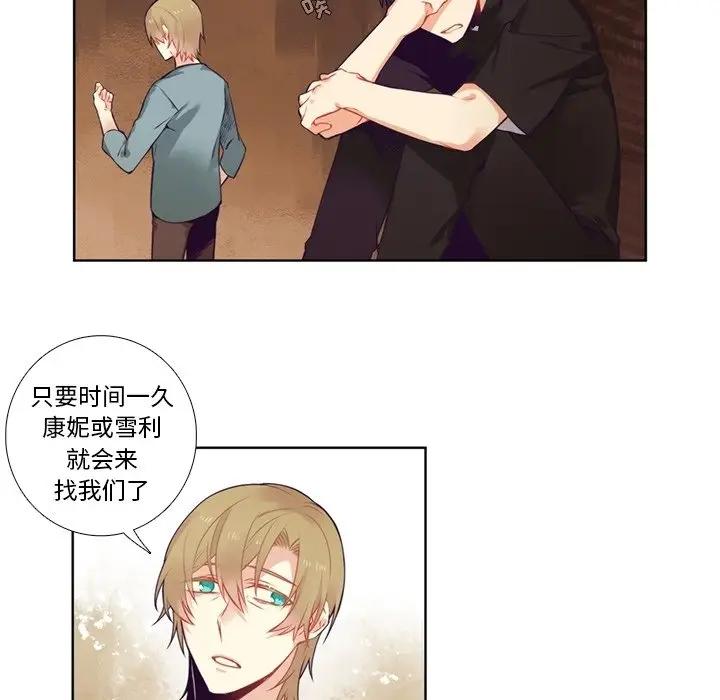 唉
只要时间一久
康妮或雪利
就会来
找我们了